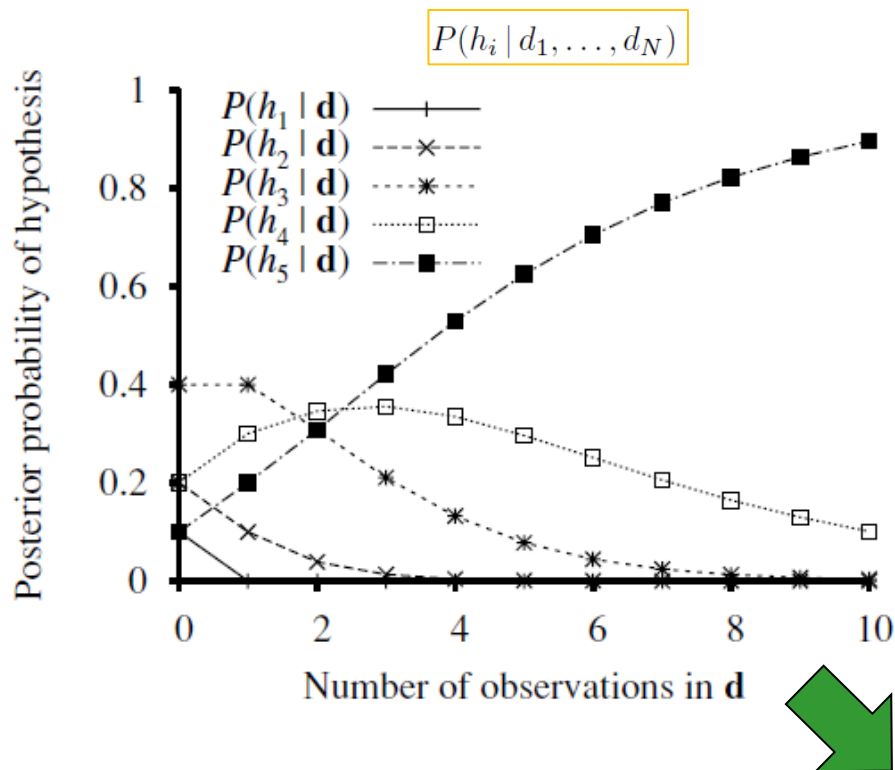 P(h_i | d_1, . . . , d_N)
Posterior probability of hypothesis
1
0.8
0.6
0.4
0.2
0
P(h_1 | d)
P(h_2 | d)
P(h_3 | d)
P(h_4 | d)
P(h_5 | d)
0 2 4 6 8 10
Number of observations in d